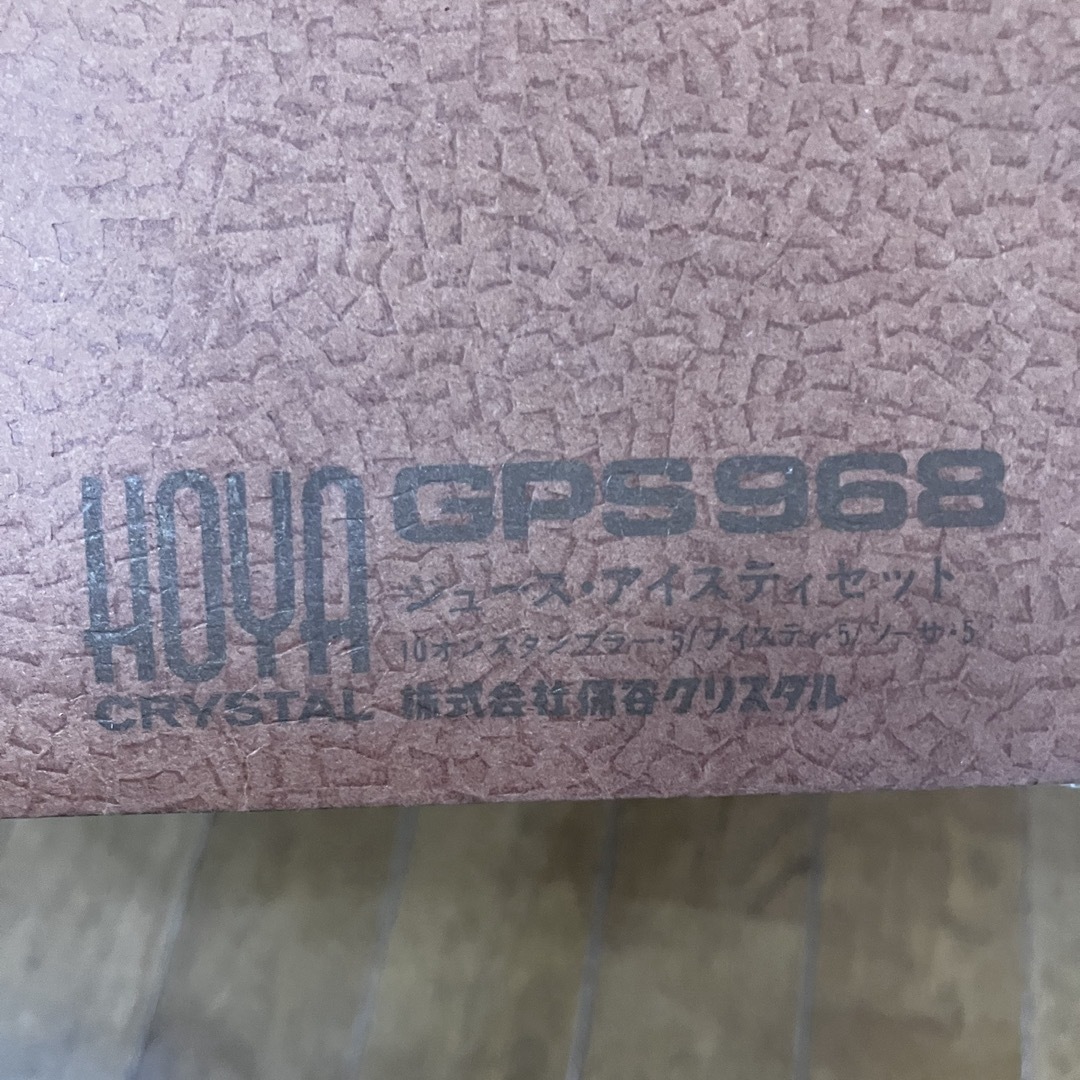 HOYA
CRYSTAL
GPS968
ジュース・アイスティセット
10オンスタンブラー・5/アイスティ・5/ソーサ・5
株式会社保谷クリスタル